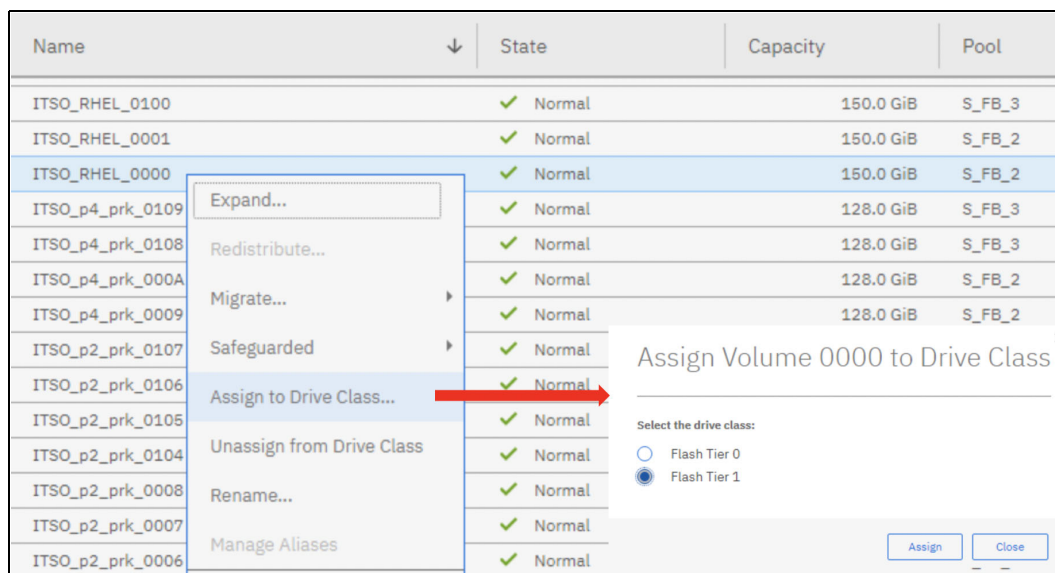 Name State Capacity Pool
ITSO_RHEL_0100 Normal 150.0 GiB S_FB_3
ITSO_RHEL_0001 Normal 150.0 GiB S_FB_2
ITSO_RHEL_0000 Normal 150.0 GiB S_FB_2
ITSO_p4_prk_0109 Normal 128.0 GiB S_FB_3
ITSO_p4_prk_0108 Normal 128.0 GiB S_FB_3
ITSO_p4_prk_000A Normal 128.0 GiB S_FB_2
ITSO_p4_prk_0009 Normal 128.0 GiB S_FB_2
ITSO_p2_prk_0107 Normal
ITSO_p2_prk_0106 Normal
ITSO_p2_prk_0105 Normal
ITSO_p2_prk_0104 Normal
ITSO_p2_prk_0008 Normal
ITSO_p2_prk_0007 Normal
ITSO_p2_prk_0006 Normal
Expand...
Redistribute...
Migrate...
Safeguarded
Assign to Drive Class...
Unassign from Drive Class
Rename...
Manage Aliases
Assign Volume 0000 to Drive Class
Select the drive class:
Flash Tier 0
Flash Tier 1
Assign Close